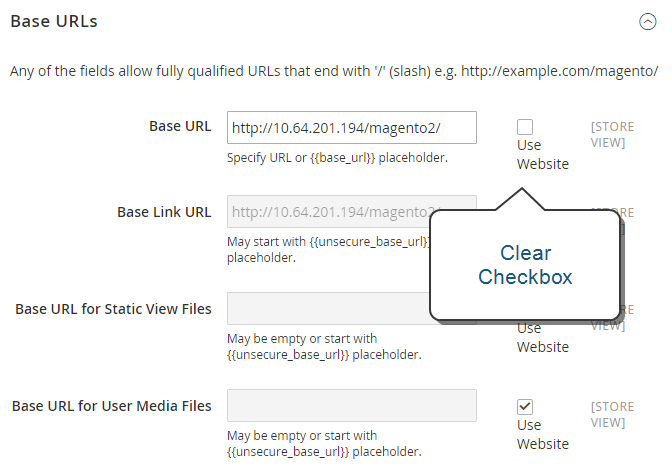 Base URLs
Any of the fields allow fully qualified URLs that end with '/' (slash) e.g. http://example.com/magento/
Base URL
http://10.64.201.194/magento2/
Use
Website
[STORE
VIEW]
Specify URL or {{base_url}} placeholder.
Base Link URL
http://10.64.201.194/magento2/
May start with {{unsecure_base_url}}
placeholder.
Clear
Checkbox
Base URL for Static View Files
Use
Website
VIEW]
May be empty or start with
{{unsecure_base_url}} placeholder.
Base URL for User Media Files
Use
Website
[STORE
VIEW]
May be empty or start with
{{unsecure_base_url}} placeholder.